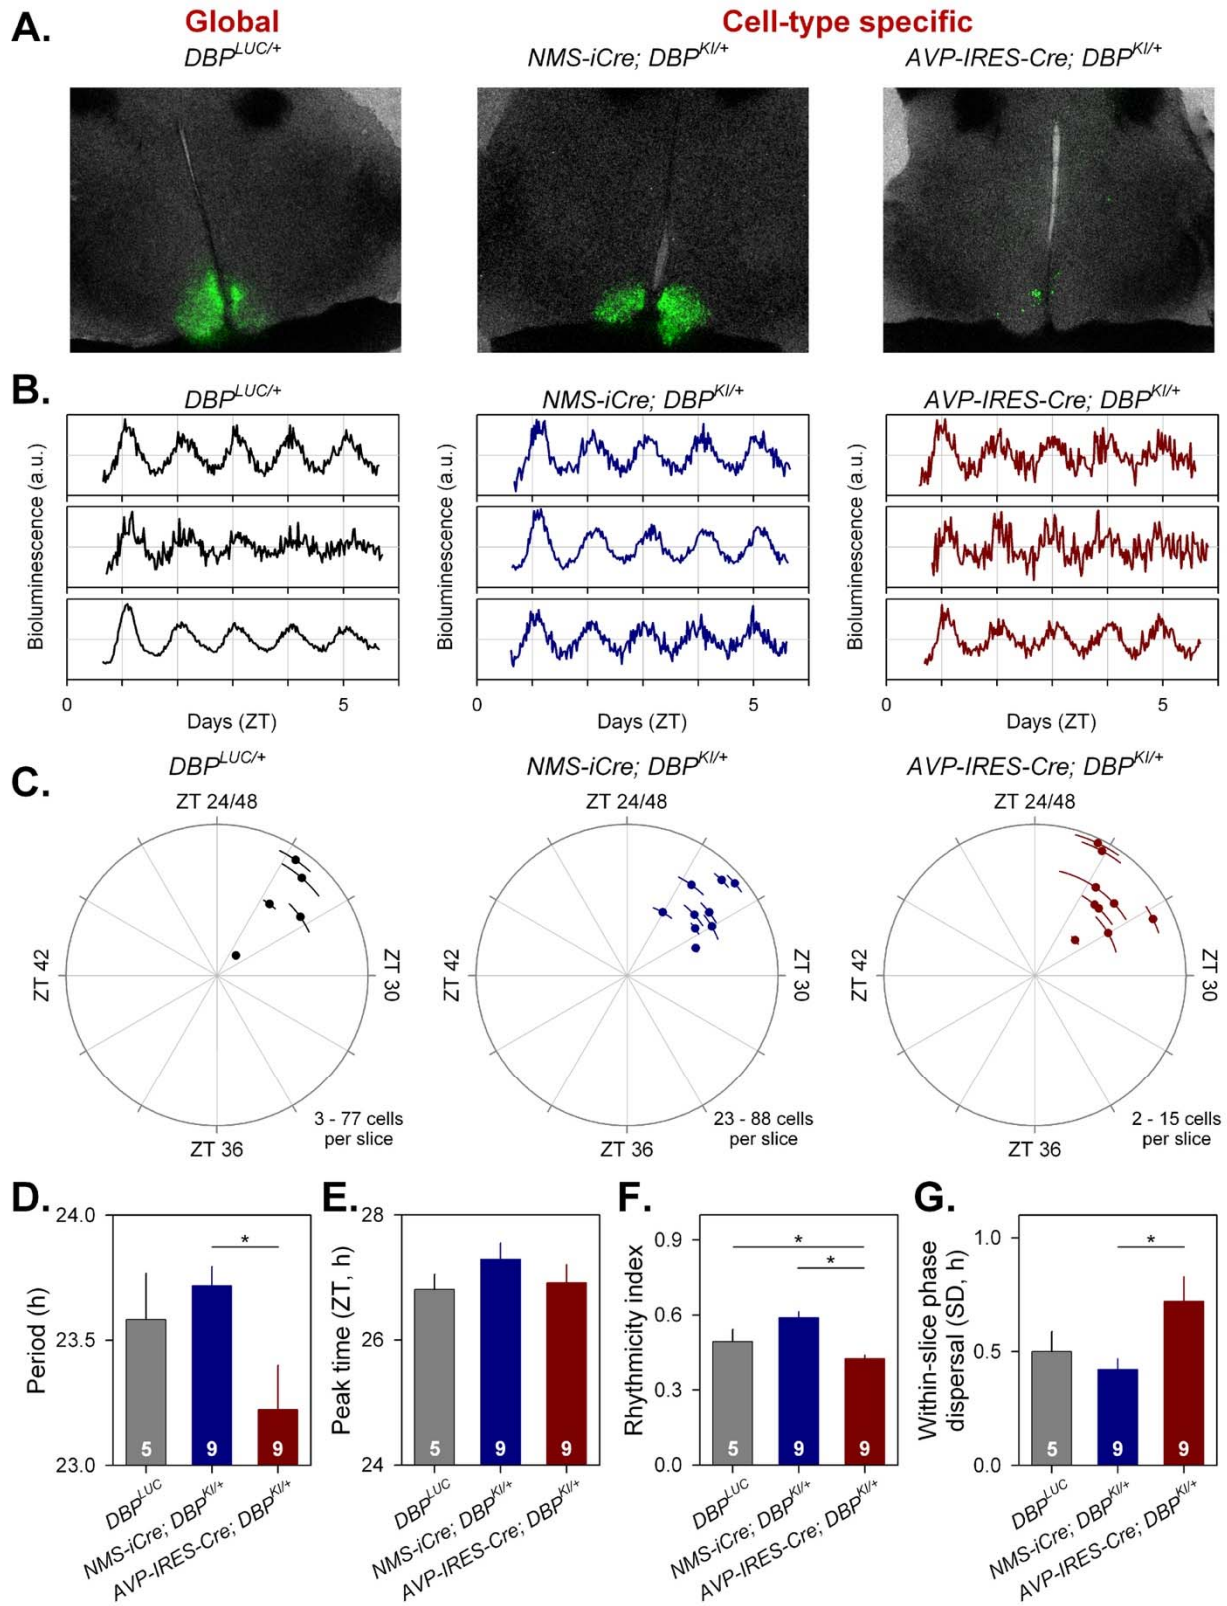 A.
Global
Cell-type specific
DBP^LUC/+
NMS-iCre; DBP^KI/+
AVP-IRES-Cre; DBP^KI/+
B.
DBP^LUC/+
NMS-iCre; DBP^KI/+
AVP-IRES-Cre; DBP^KI/+
Bioluminescence (a.u.)
Bioluminescence (a.u.)
Bioluminescence (a.u.)
0 5
0 5
0 5
Days (ZT)
Days (ZT)
Days (ZT)
C.
DBP^LUC/+
NMS-iCre; DBP^KI/+
AVP-IRES-Cre; DBP^KI/+
ZT 24/48
ZT 24/48
ZT 24/48
ZT 42
ZT 30
ZT 42
ZT 30
ZT 42
ZT 30
3 - 77 cells
per slice
23 - 88 cells
per slice
2 - 15 cells
per slice
ZT 36
ZT 36
ZT 36
D.
Period (h)
24.0
23.5
23.0
*
5
9
9
DBP^LUC
NMS-iCre; DBP^KI/+
AVP-IRES-Cre; DBP^KI/+
E.
Peak time (ZT, h)
28
26
24
5
9
9
DBP^LUC
NMS-iCre; DBP^KI/+
AVP-IRES-Cre; DBP^KI/+
F.
Rhythmicity index
0.9
0.6
0.3
0.0
*
*
5
9
9
DBP^LUC
NMS-iCre; DBP^KI/+
AVP-IRES-Cre; DBP^KI/+
G.
Within-slice phase
dispersal (SD, h)
1.0
0.5
0.0
*
5
9
9
DBP^LUC
NMS-iCre; DBP^KI/+
AVP-IRES-Cre; DBP^KI/+